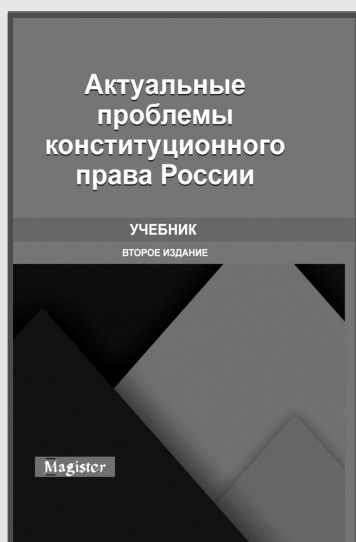 Актуальные
проблемы
конституционного
права России
УЧЕБНИК
ВТОРОЕ ИЗДАНИЕ
Magister